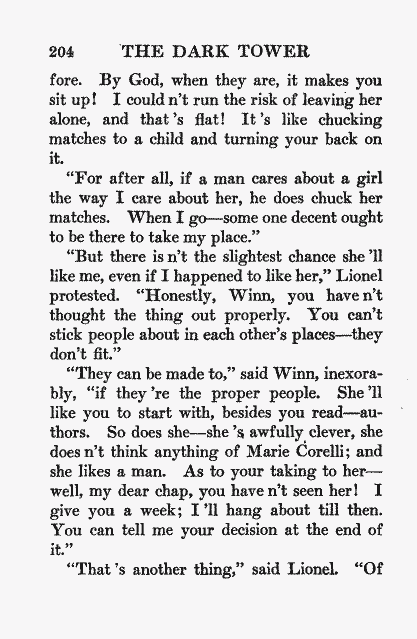 204 THE DARK TOWER
fore. By God, when they are, it makes you
sit up! I could n't run the risk of leaving her
alone, and that 's flat! It 's like chucking
matches to a child and turning your back on
it.
"For after all, if a man cares about a girl
the way I care about her, he does chuck her
matches. When I go—some one decent ought
to be there to take my place."
"But there is n't the slightest chance she 'll
like me, even if I happened to like her," Lionel
protested. "Honestly, Winn, you have n't
thought the thing out properly. You can't
stick people about in each other's places—they
don't fit."
"They can be made to," said Winn, inexora-
bly, "if they 're the proper people. She 'll
like you to start with, besides you read—au-
thors. So does she—she 's awfully clever, she
does n't think anything of Marie Corelli; and
she likes a man. As to your taking to her—
well, my dear chap, you have n't seen her! I
give you a week; I 'll hang about till then.
You can tell me your decision at the end of
it."
"That 's another thing," said Lionel. "Of